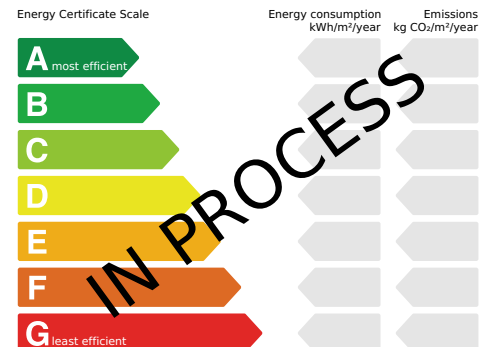 Energy Certificate Scale
Energy consumption
kWh/m²/year
Emissions
kg CO₂/m²/year
A most efficient
B
C
D
E
F
G least efficient
IN PROCESS